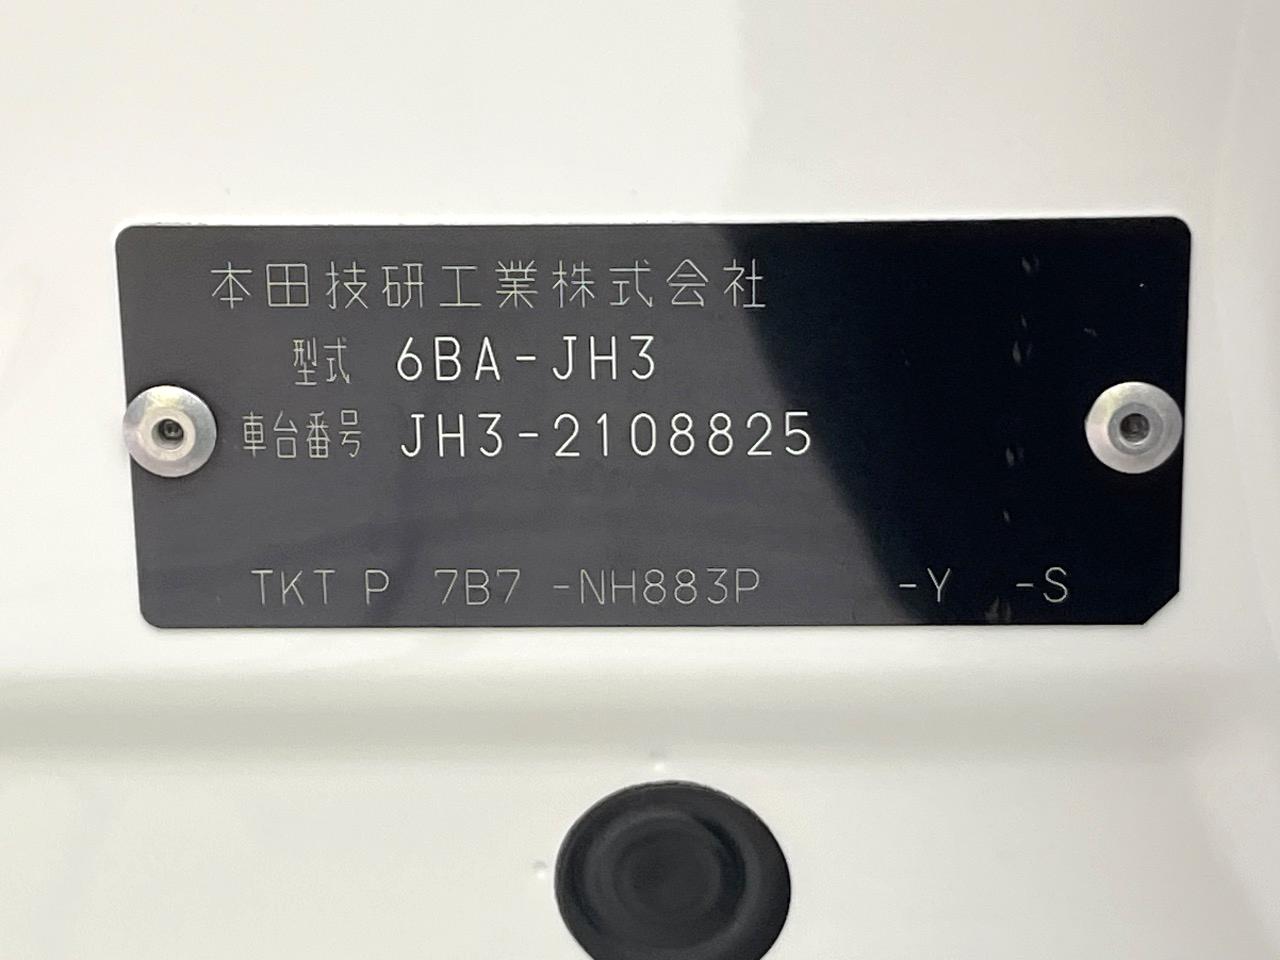 本田技研工業株式会社
型式 6BA-JH3
車台番号 JH3-2108825
TKT P 7B7 -NH883P -Y -S